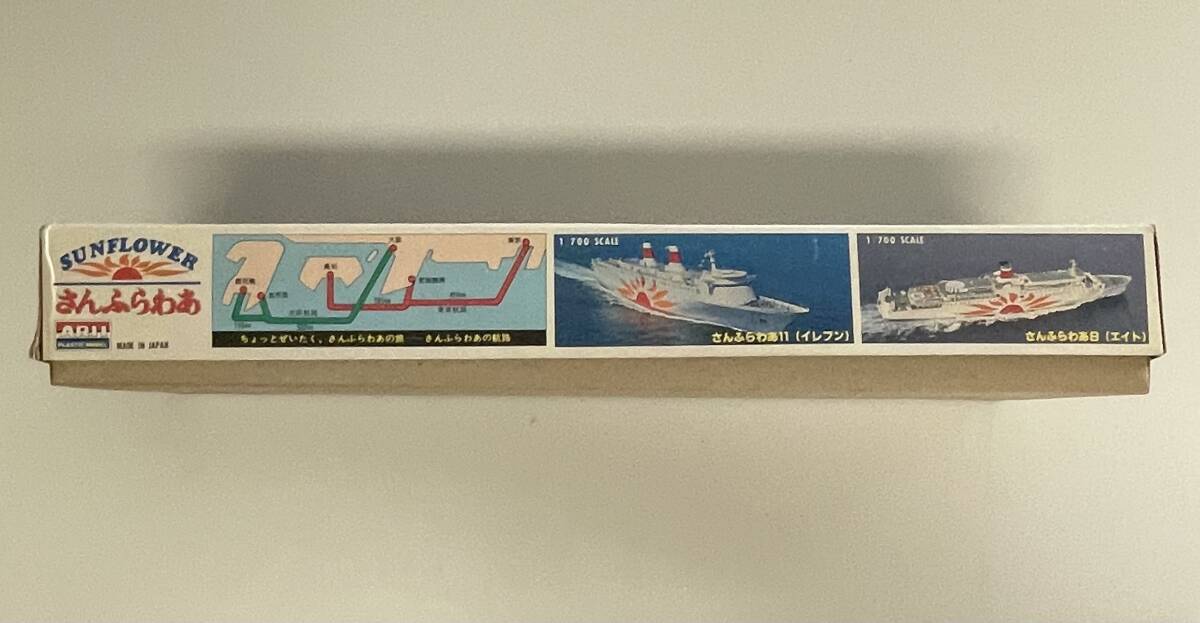 SUNFLOWER
さんふらわあ
ARII
PLASTIC MODEL
MADE IN JAPAN
大阪
東京
高知
ちょっとぜいたく、さんふらわあの旅 さんふらわあの航路
1 700 SCALE
さんふらわあ11(イレブン)
1 700 SCALE
さんふらわあ8(エイト)